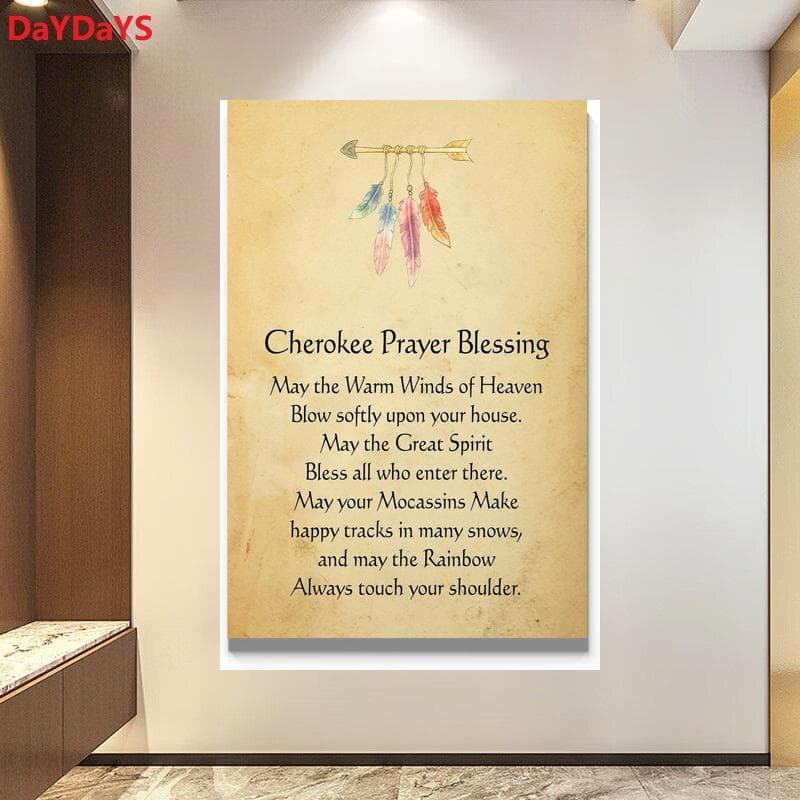 DaYDaYS
Cherokee Prayer Blessing
May the Warm Winds of Heaven
Blow softly upon your house.
May the Great Spirit
Bless all who enter there.
May your Mocassins Make
happy tracks in many snows,
and may the Rainbow
Always touch your shoulder.